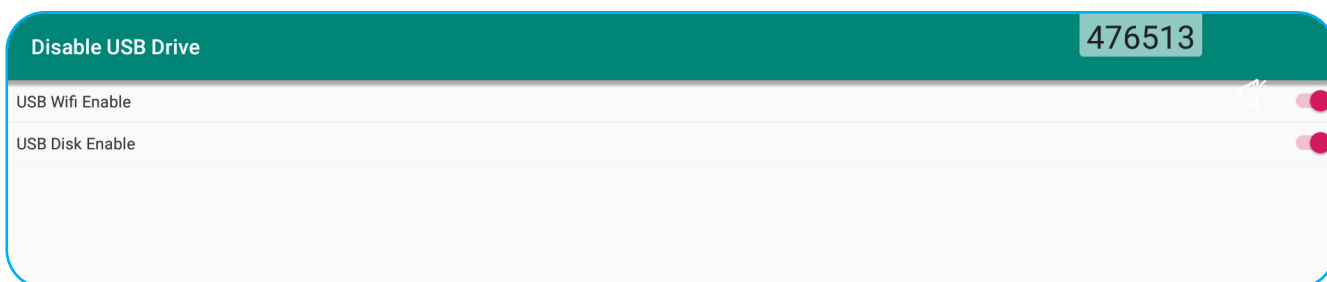 Disable USB Drive
476513
USB Wifi Enable
USB Disk Enable